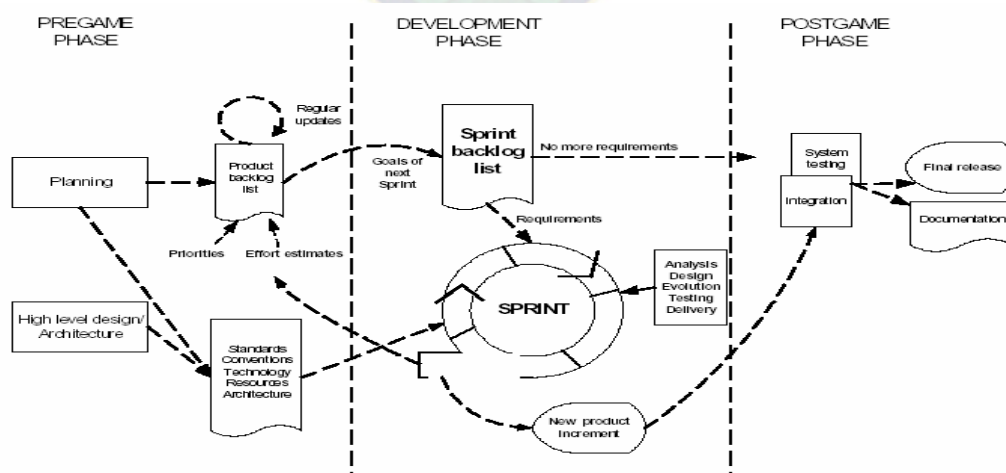 PREGAME
PHASE
DEVELOPMENT
PHASE
POSTGAME
PHASE
Regular
updates
Planning
Product
backlog
list
Priorities
Effort estimates
High level design/
Architecture
Standards
Conventions
Technology
Resources
Architecture
Goals of
next
Sprint
Sprint
backlog
list
No more requirements
Requirements
SPRINT
Analysis
Design
Evolution
Testing
Delivery
New product
increment
System
testing
Integration
Final release
Documentation